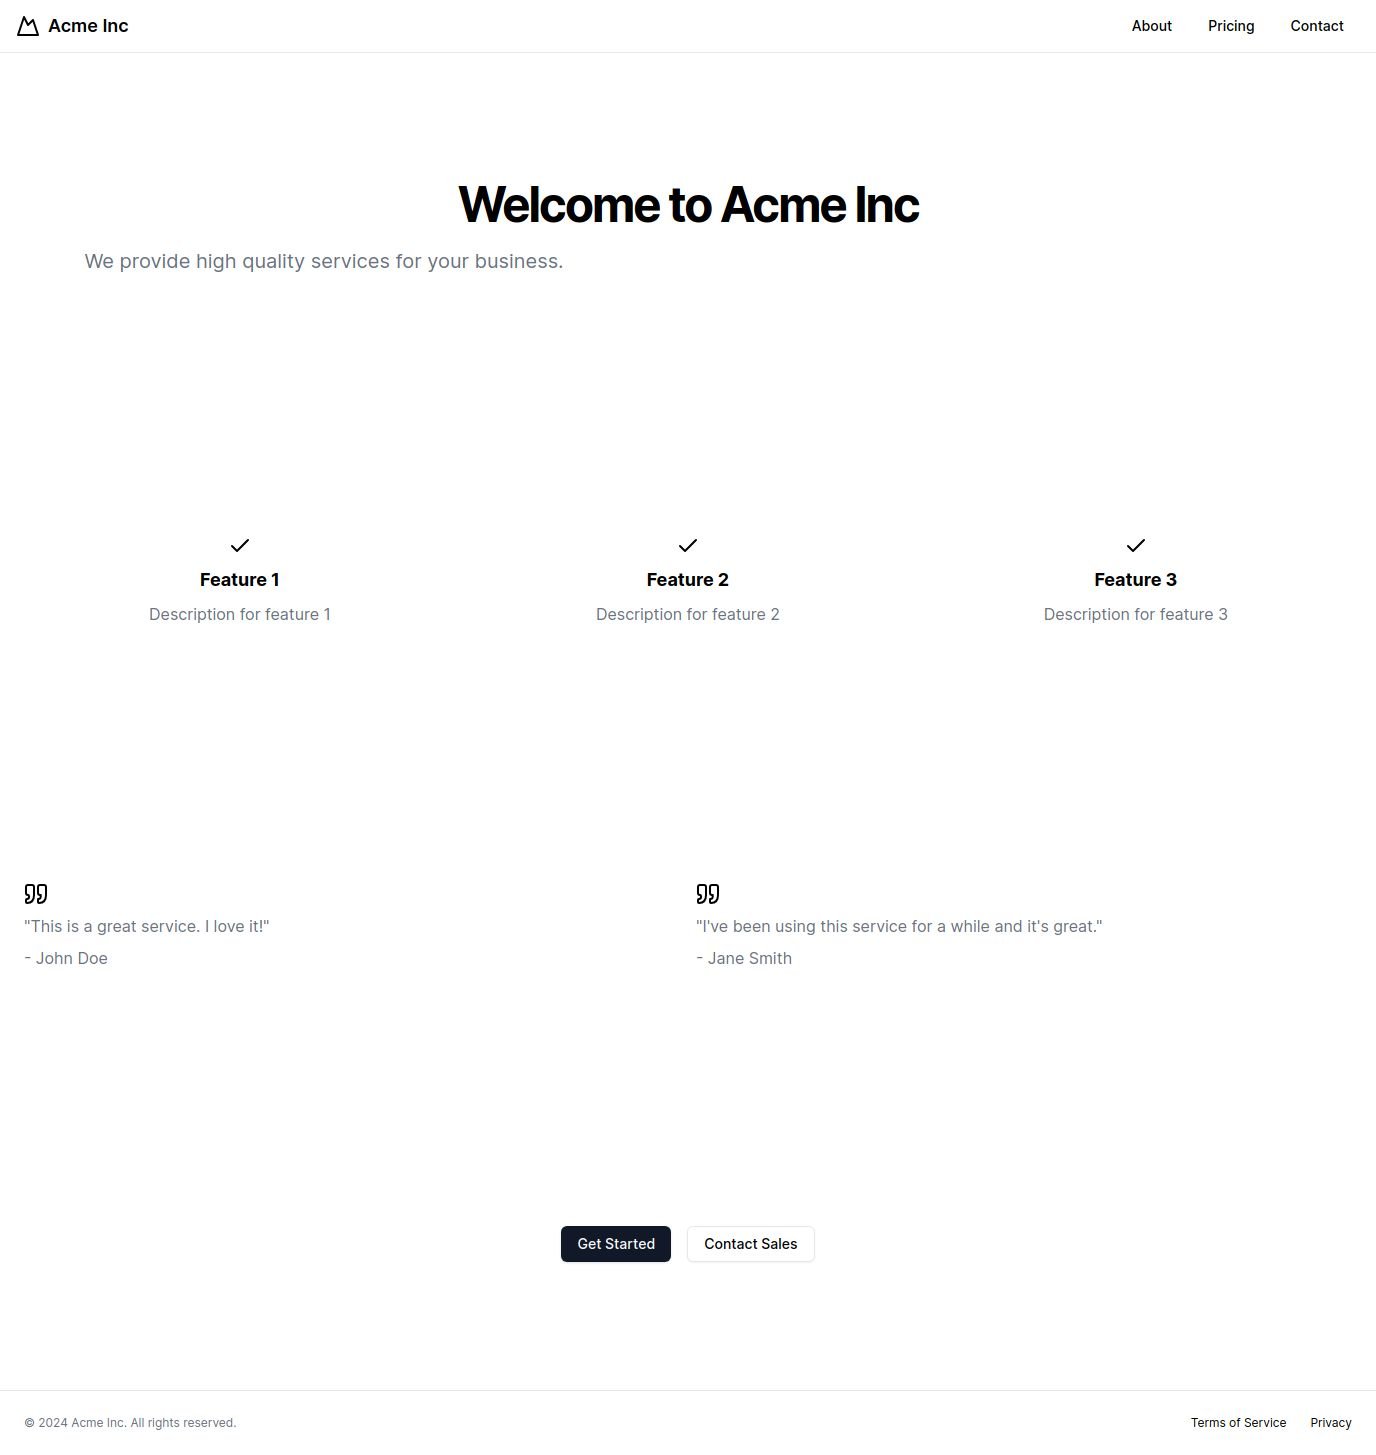 Acme Inc
About Pricing Contact
Welcome to Acme Inc
We provide high quality services for your business.
Feature 1 Feature 2 Feature 3
Description for feature 1 Description for feature 2 Description for feature 3
"This is a great service. I love it!" "I've been using this service for a while and it's great."
- John Doe - Jane Smith
Get Started Contact Sales
© 2024 Acme Inc. All rights reserved. Terms of Service Privacy